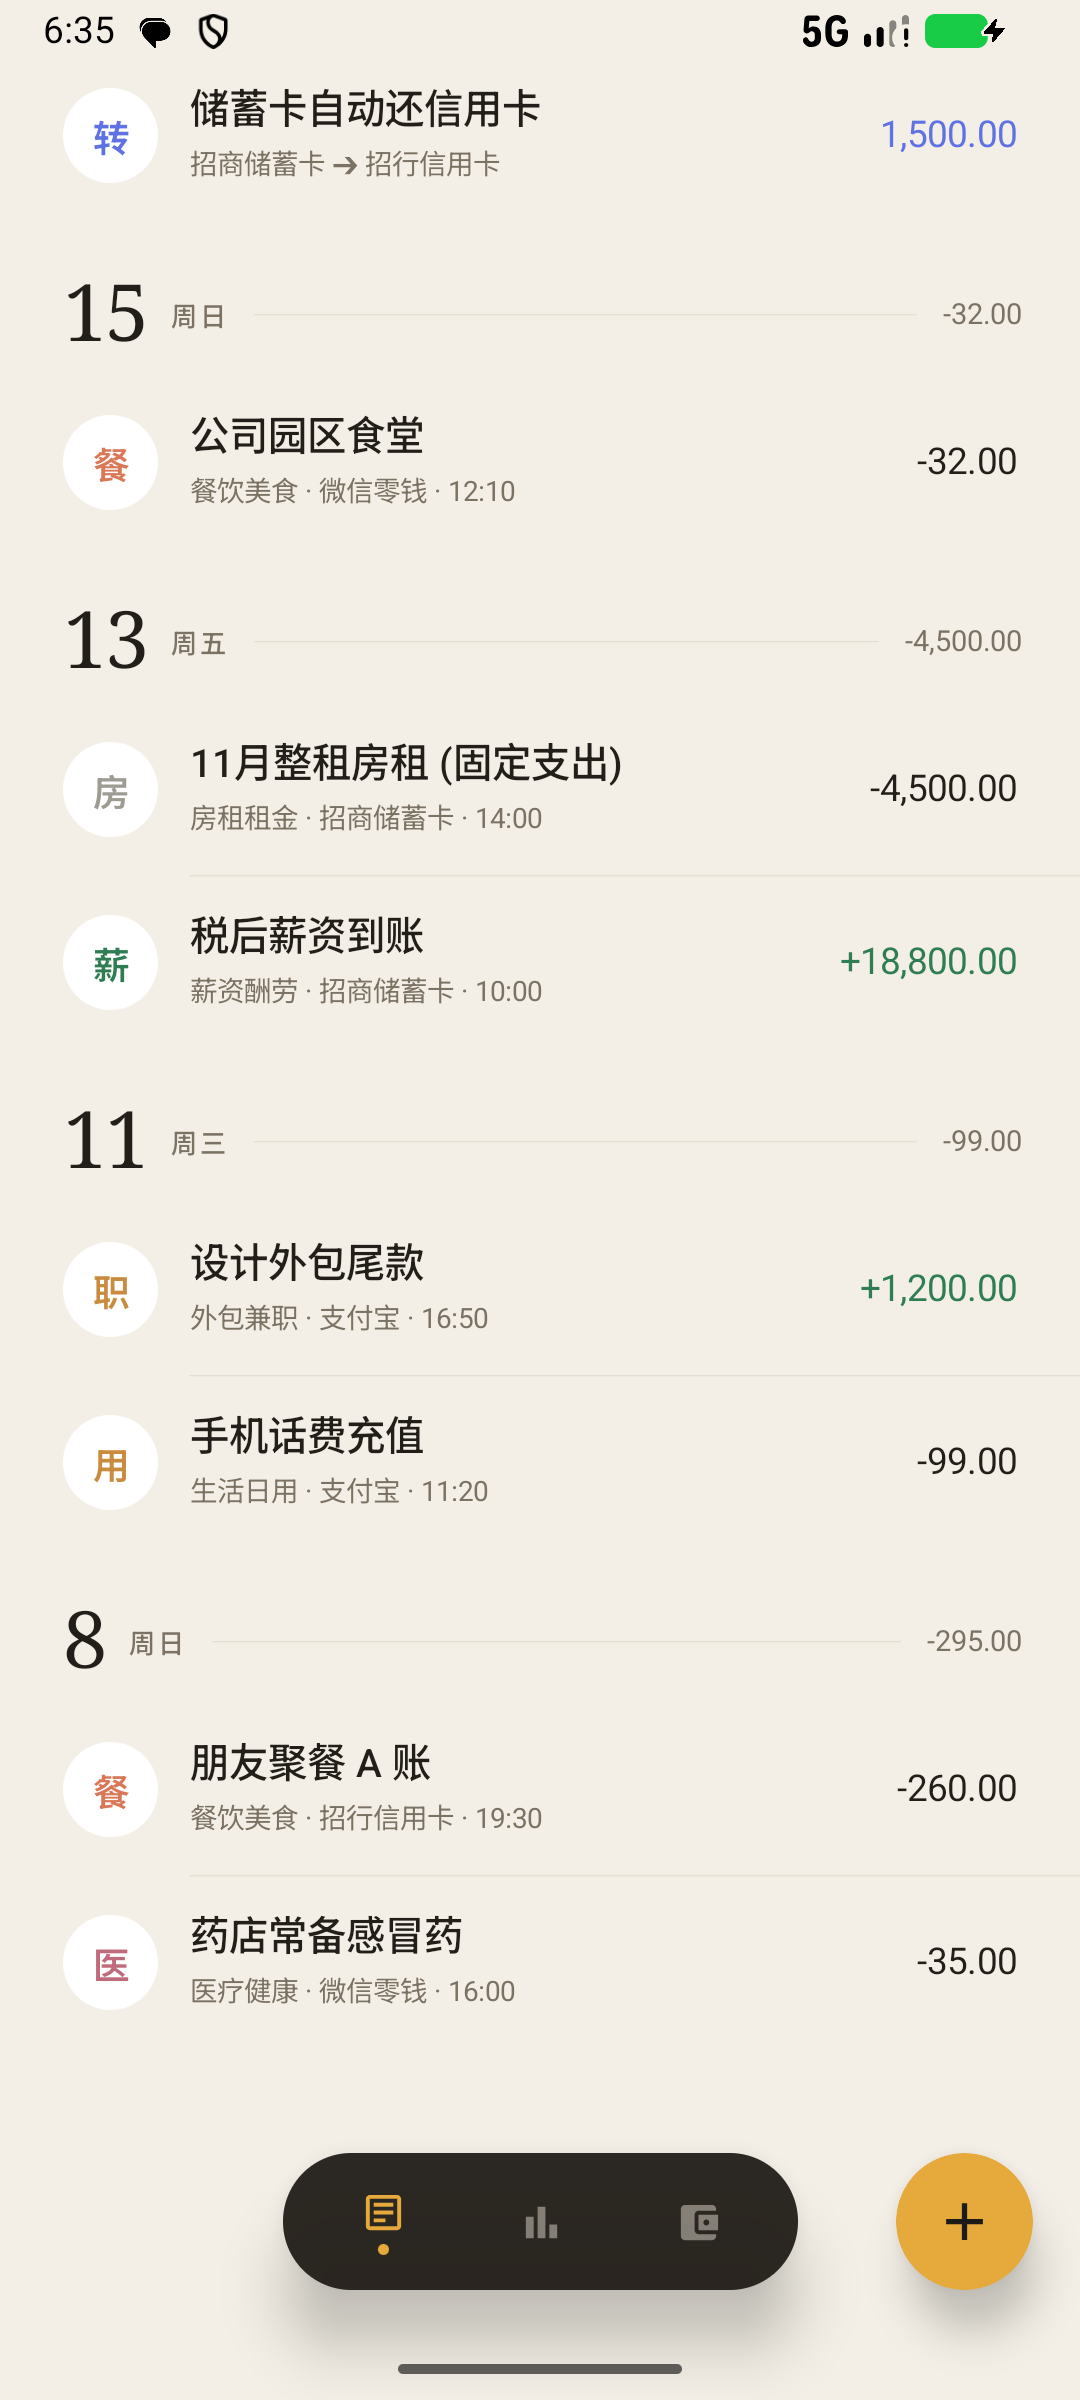 6:35
5G
转
储蓄卡自动还信用卡
招商储蓄卡 → 招行信用卡
1,500.00
15 周日 -32.00
餐
公司园区食堂
餐饮美食 · 微信零钱 · 12:10
-32.00
13 周五 -4,500.00
房
11月整租房租 (固定支出)
房租租金 · 招商储蓄卡 · 14:00
-4,500.00
薪
税后薪资到账
薪资酬劳 · 招商储蓄卡 · 10:00
+18,800.00
11 周三 -99.00
职
设计外包尾款
外包兼职 · 支付宝 · 16:50
+1,200.00
用
手机话费充值
生活日用 · 支付宝 · 11:20
-99.00
8 周日 -295.00
餐
朋友聚餐 A 账
餐饮美食 · 招行信用卡 · 19:30
-260.00
医
药店常备感冒药
医疗健康 · 微信零钱 · 16:00
-35.00